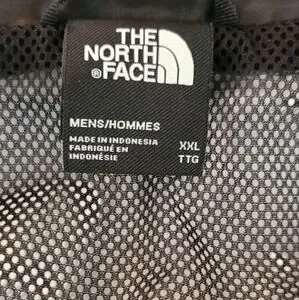 THE
NORTH
® FACE
MENS/HOMMES
MADE IN INDONESIA
FABRIQUÉ EN
INDONÉSIE
XXL
TTG